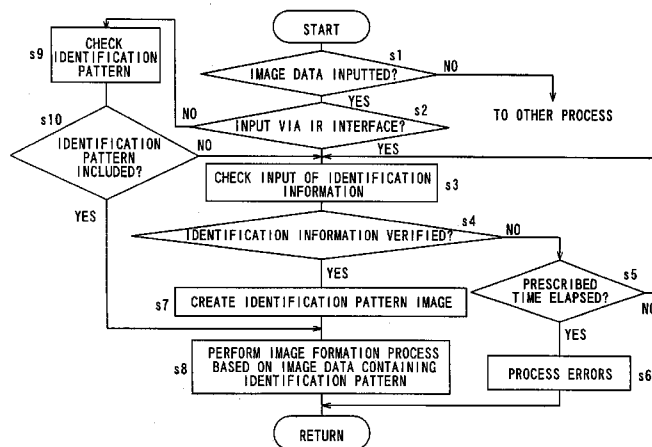 START
s9
CHECK
IDENTIFICATION
PATTERN
s1
IMAGE DATA INPUTTED?
NO
YES
TO OTHER PROCESS
s2
INPUT VIA IR INTERFACE?
NO
YES
s10
IDENTIFICATION
PATTERN
INCLUDED?
NO
YES
CHECK INPUT OF IDENTIFICATION
INFORMATION
s3
s4
IDENTIFICATION INFORMATION VERIFIED?
NO
YES
s5
PRESCRIBED
TIME ELAPSED?
NO
YES
s7
CREATE IDENTIFICATION PATTERN IMAGE
s8
PERFORM IMAGE FORMATION PROCESS
BASED ON IMAGE DATA CONTAINING
IDENTIFICATION PATTERN
PROCESS ERRORS
s6
RETURN